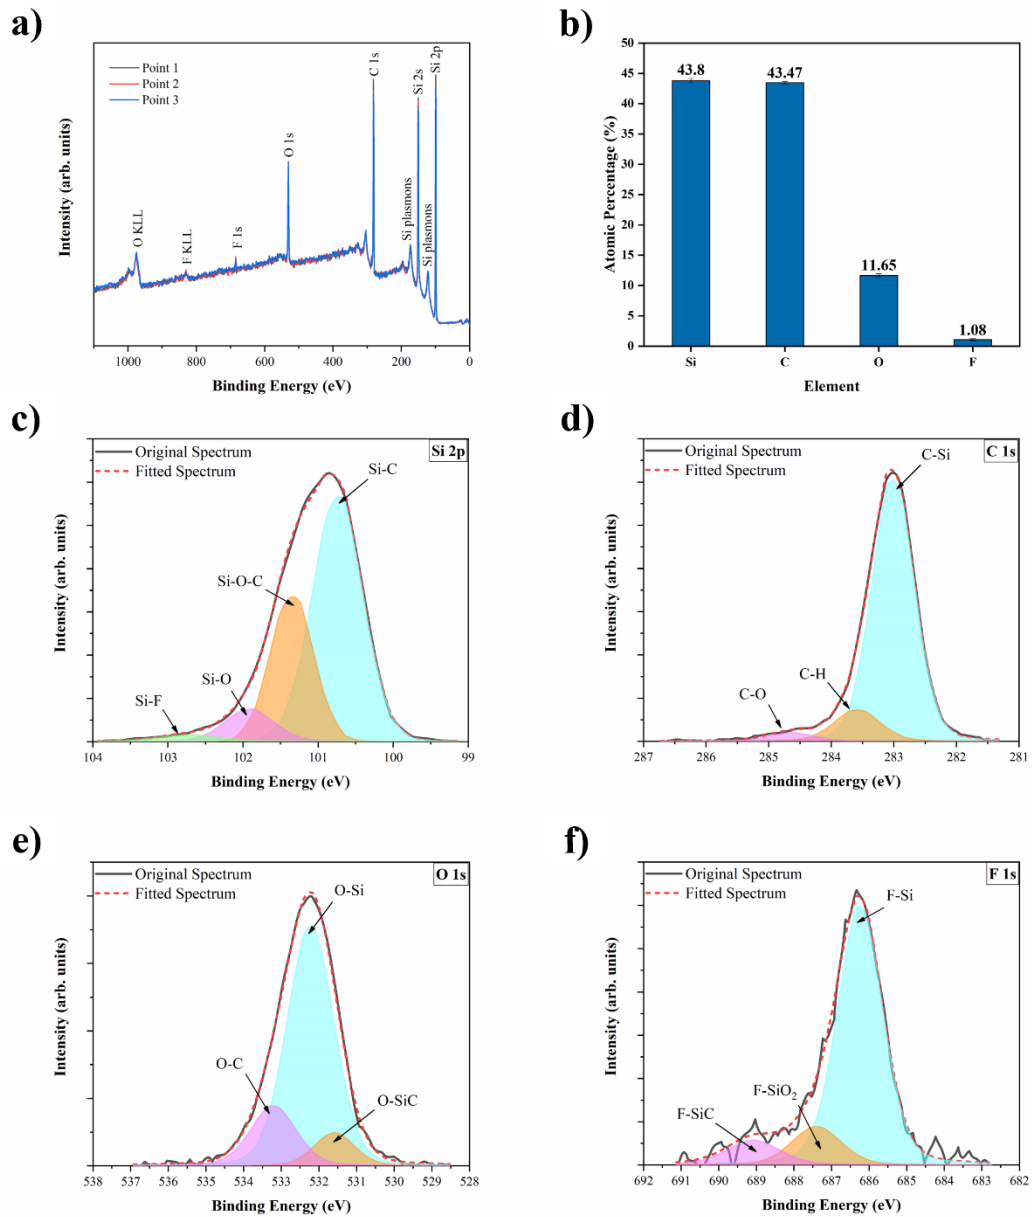 a)
Point 1
Point 2
Point 3
O KLL
F KLL
F 1s
O 1s
C 1s
Si plasmons
Si 2s
Si plasmons
Si 2p
Intensity (arb. units)
1000 800 600 400 200 0
Binding Energy (eV)
b)
50
45
40
35
30
25
20
15
10
5
0
43.8
43.47
11.65
1.08
Atomic Percentage (%)
Si C O F
Element
c)
Original Spectrum
Fitted Spectrum
Si 2p
Si-C
Si-O-C
Si-O
Si-F
Intensity (arb. units)
104 103 102 101 100 99
Binding Energy (eV)
d)
Original Spectrum
Fitted Spectrum
C 1s
C-Si
C-H
C-O
Intensity (arb. units)
287 286 285 284 283 282 281
Binding Energy (eV)
e)
Original Spectrum
Fitted Spectrum
O 1s
O-Si
O-C
O-SiC
Intensity (arb. units)
538 537 535 534 533 532 530 529 528
Binding Energy (eV)
f)
Original Spectrum
Fitted Spectrum
F 1s
F-Si
F-SiO₂
F-SiC
Intensity (arb. units)
692 691 690 689 688 687 685 684 683 682
Binding Energy (eV)